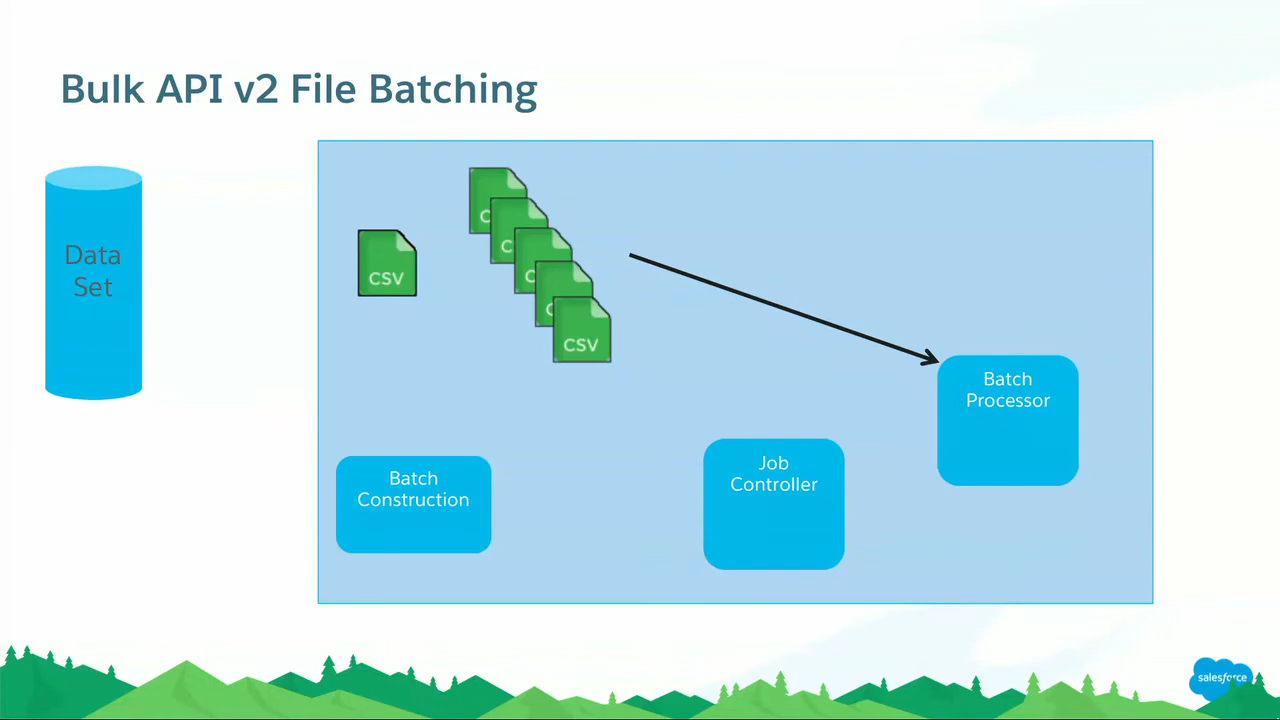 Bulk API v2 File Batching
Data
Set
CSV
C
C
C
C
CSV
Batch
Processor
Batch
Construction
Job
Controller
salesforce